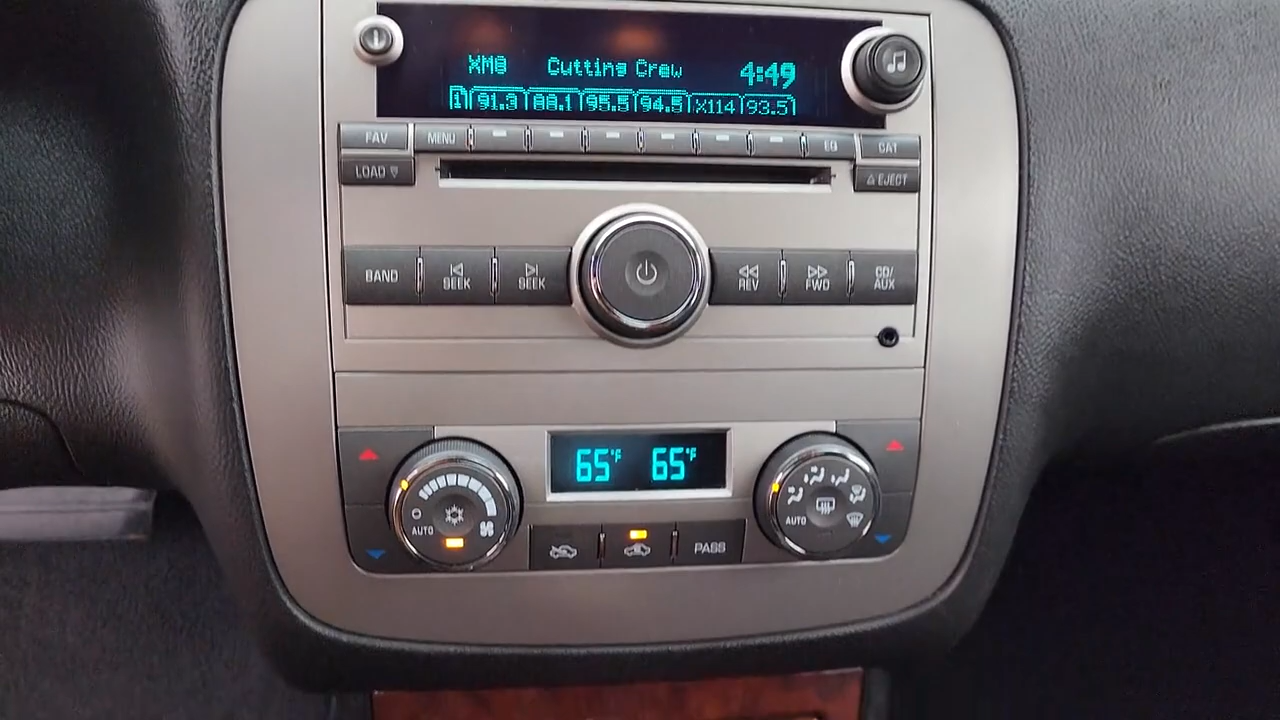 XM8 Cutting Crew 4:49
1 91.3 88.1 95.5 94.5 X114 93.5
FAV MENU EQ CAT
LOAD EJECT
BAND SEEK SEEK REV FWD CD/AUX
65°F 65°F
AUTO AUTO
PASS